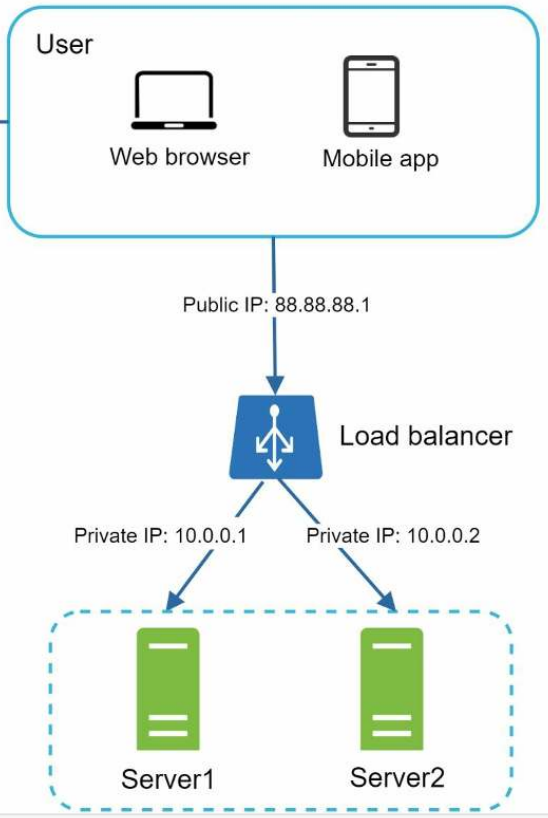 User
Web browser
Mobile app
Public IP: 88.88.88.1
Load balancer
Private IP: 10.0.0.1
Private IP: 10.0.0.2
Server1
Server2